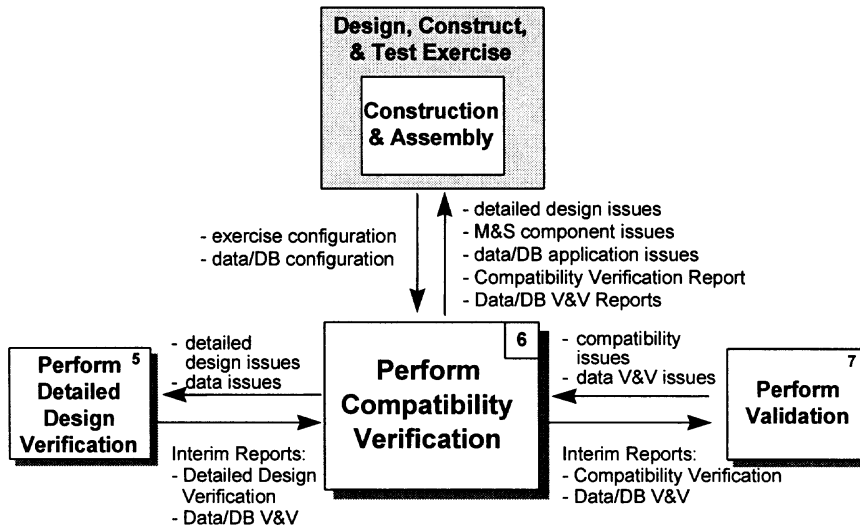 Design, Construct,
& Test Exercise
Construction
& Assembly
- exercise configuration
- data/DB configuration
- detailed design issues
- M&S component issues
- data/DB application issues
- Compatibility Verification Report
- Data/DB V&V Reports
5
Perform
Detailed
Design
Verification
- detailed
design issues
- data issues
Interim Reports:
- Detailed Design
Verification
- Data/DB V&V
6
Perform
Compatibility
Verification
- compatibility
issues
- data V&V issues
Interim Reports:
- Compatibility Verification
- Data/DB V&V
7
Perform
Validation